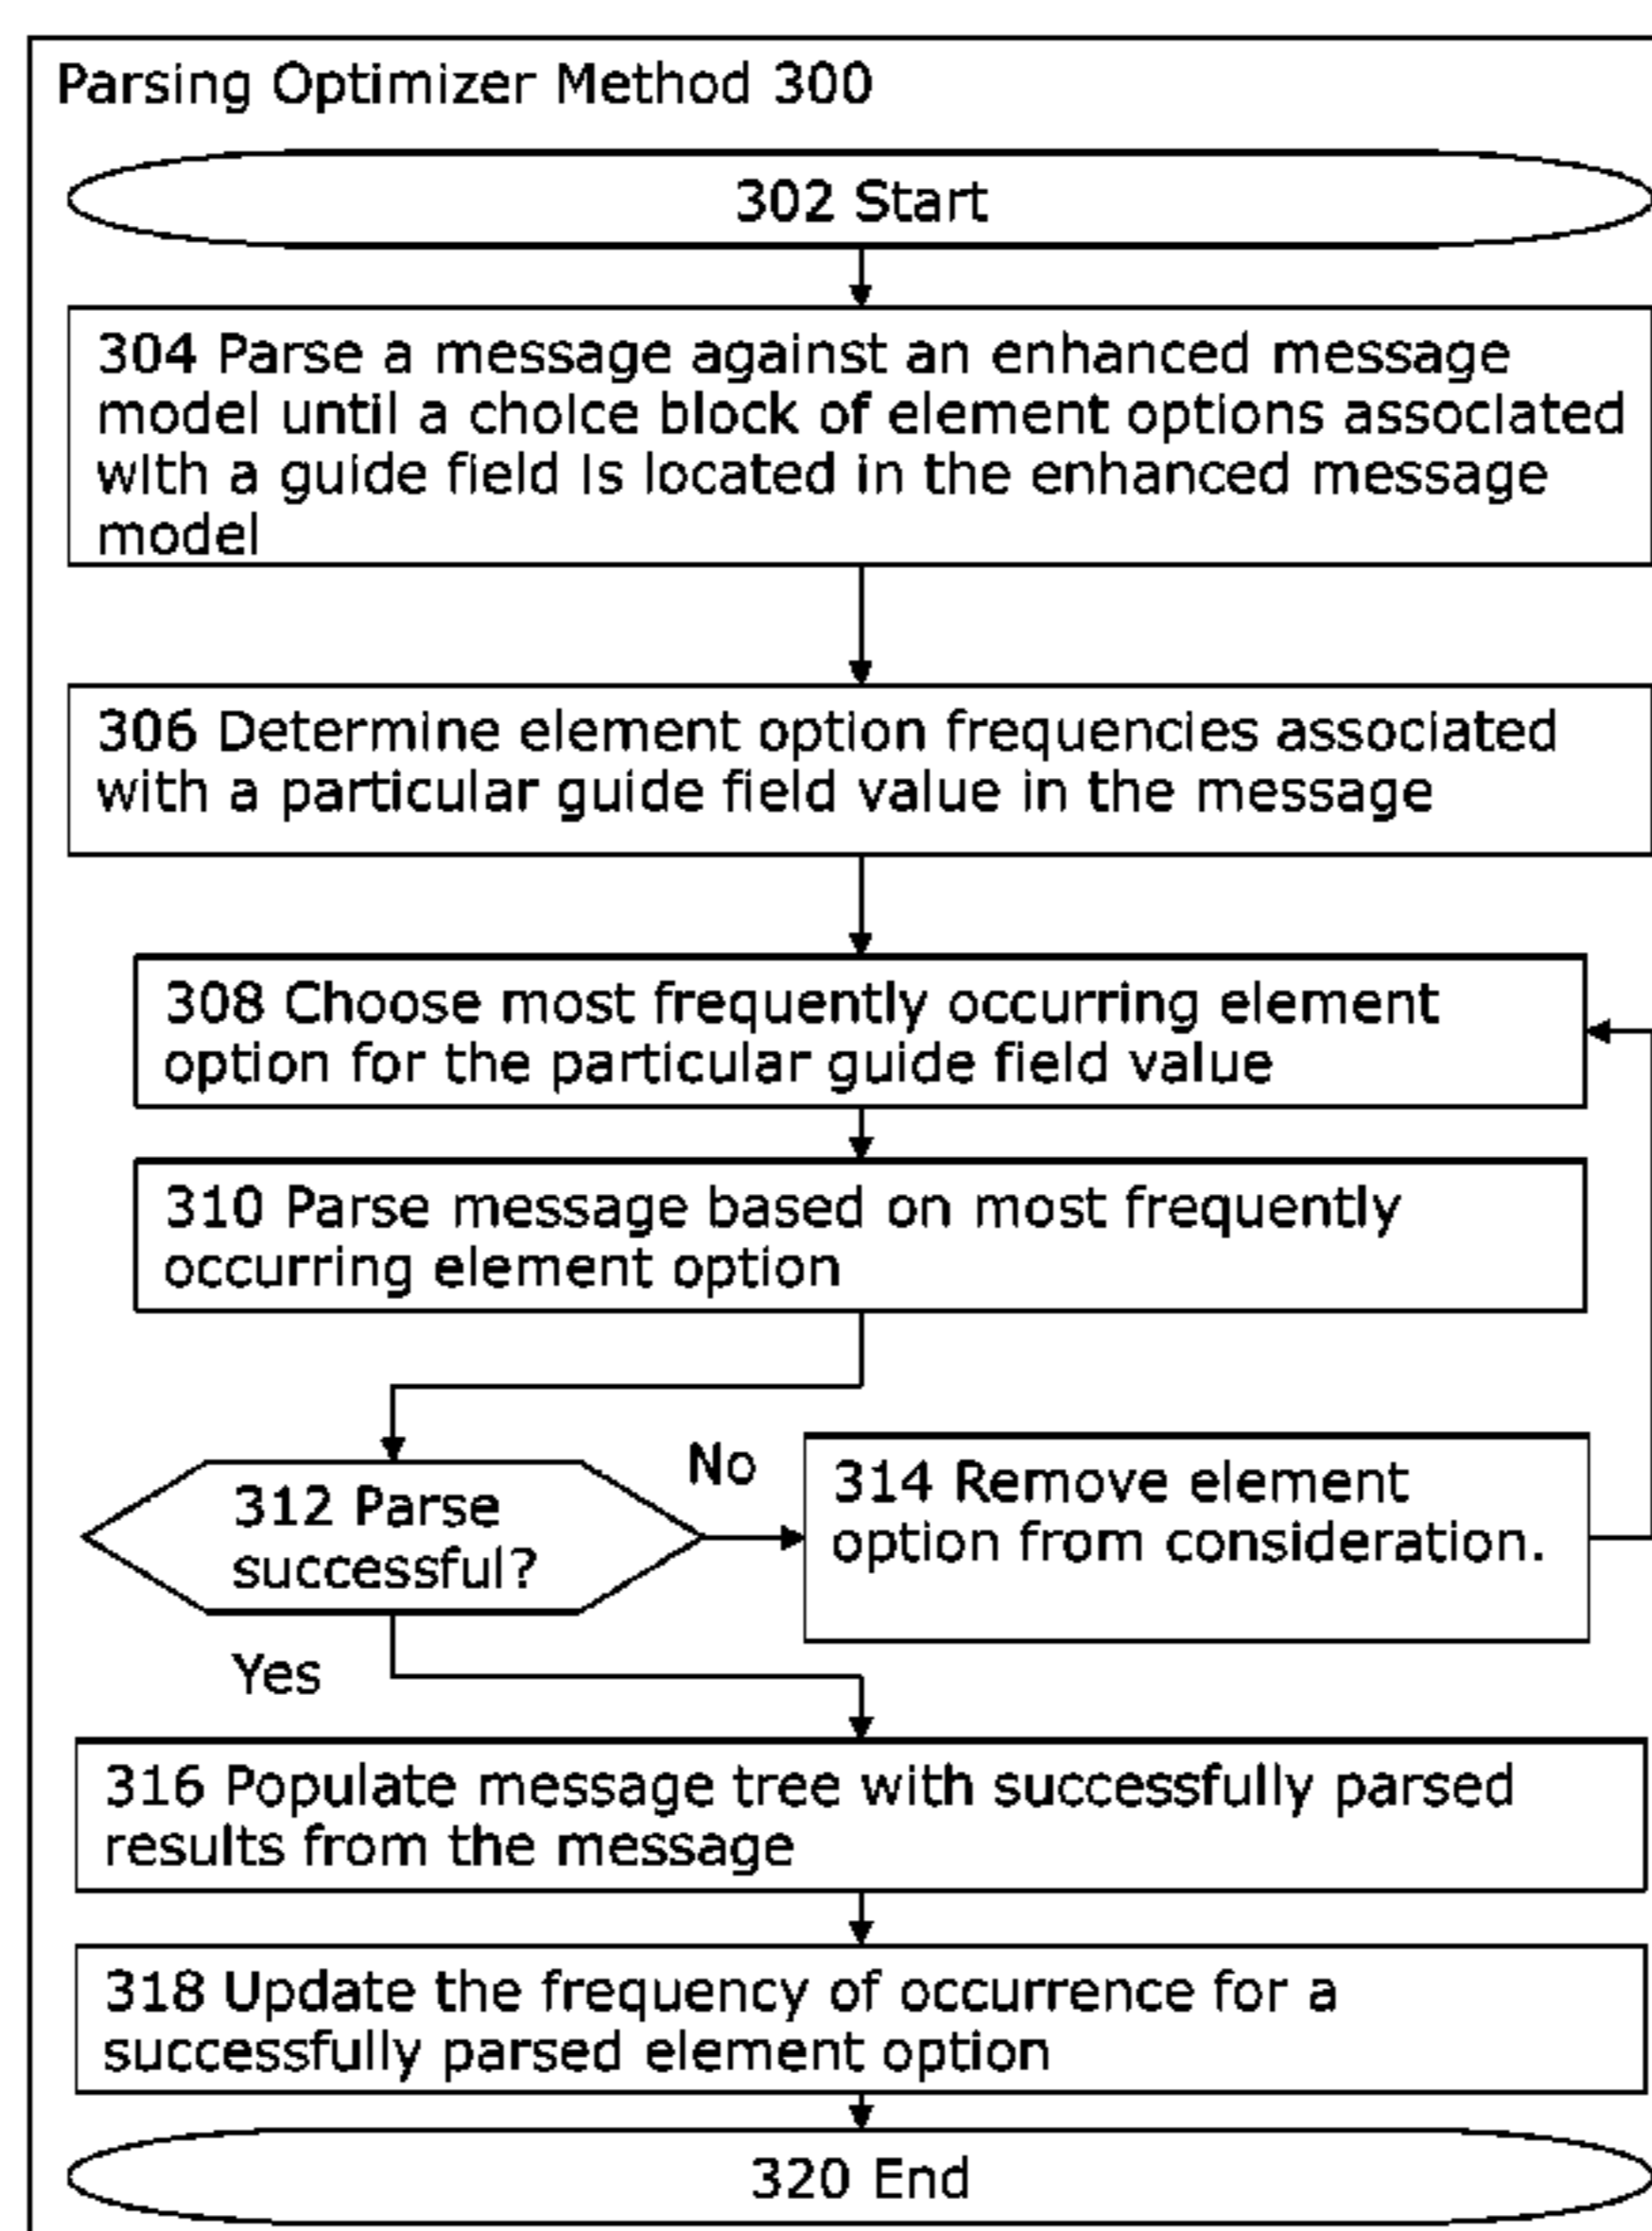 Parsing Optimizer Method 300
302 Start
304 Parse a message against an enhanced message
model until a choice block of element options associated
with a guide field is located in the enhanced message
model
306 Determine element option frequencies associated
with a particular guide field value in the message
308 Choose most frequently occurring element
option for the particular guide field value
310 Parse message based on most frequently
occurring element option
312 Parse
successful?
No
314 Remove element
option from consideration.
Yes
316 Populate message tree with successfully parsed
results from the message
318 Update the frequency of occurrence for a
successfully parsed element option
320 End